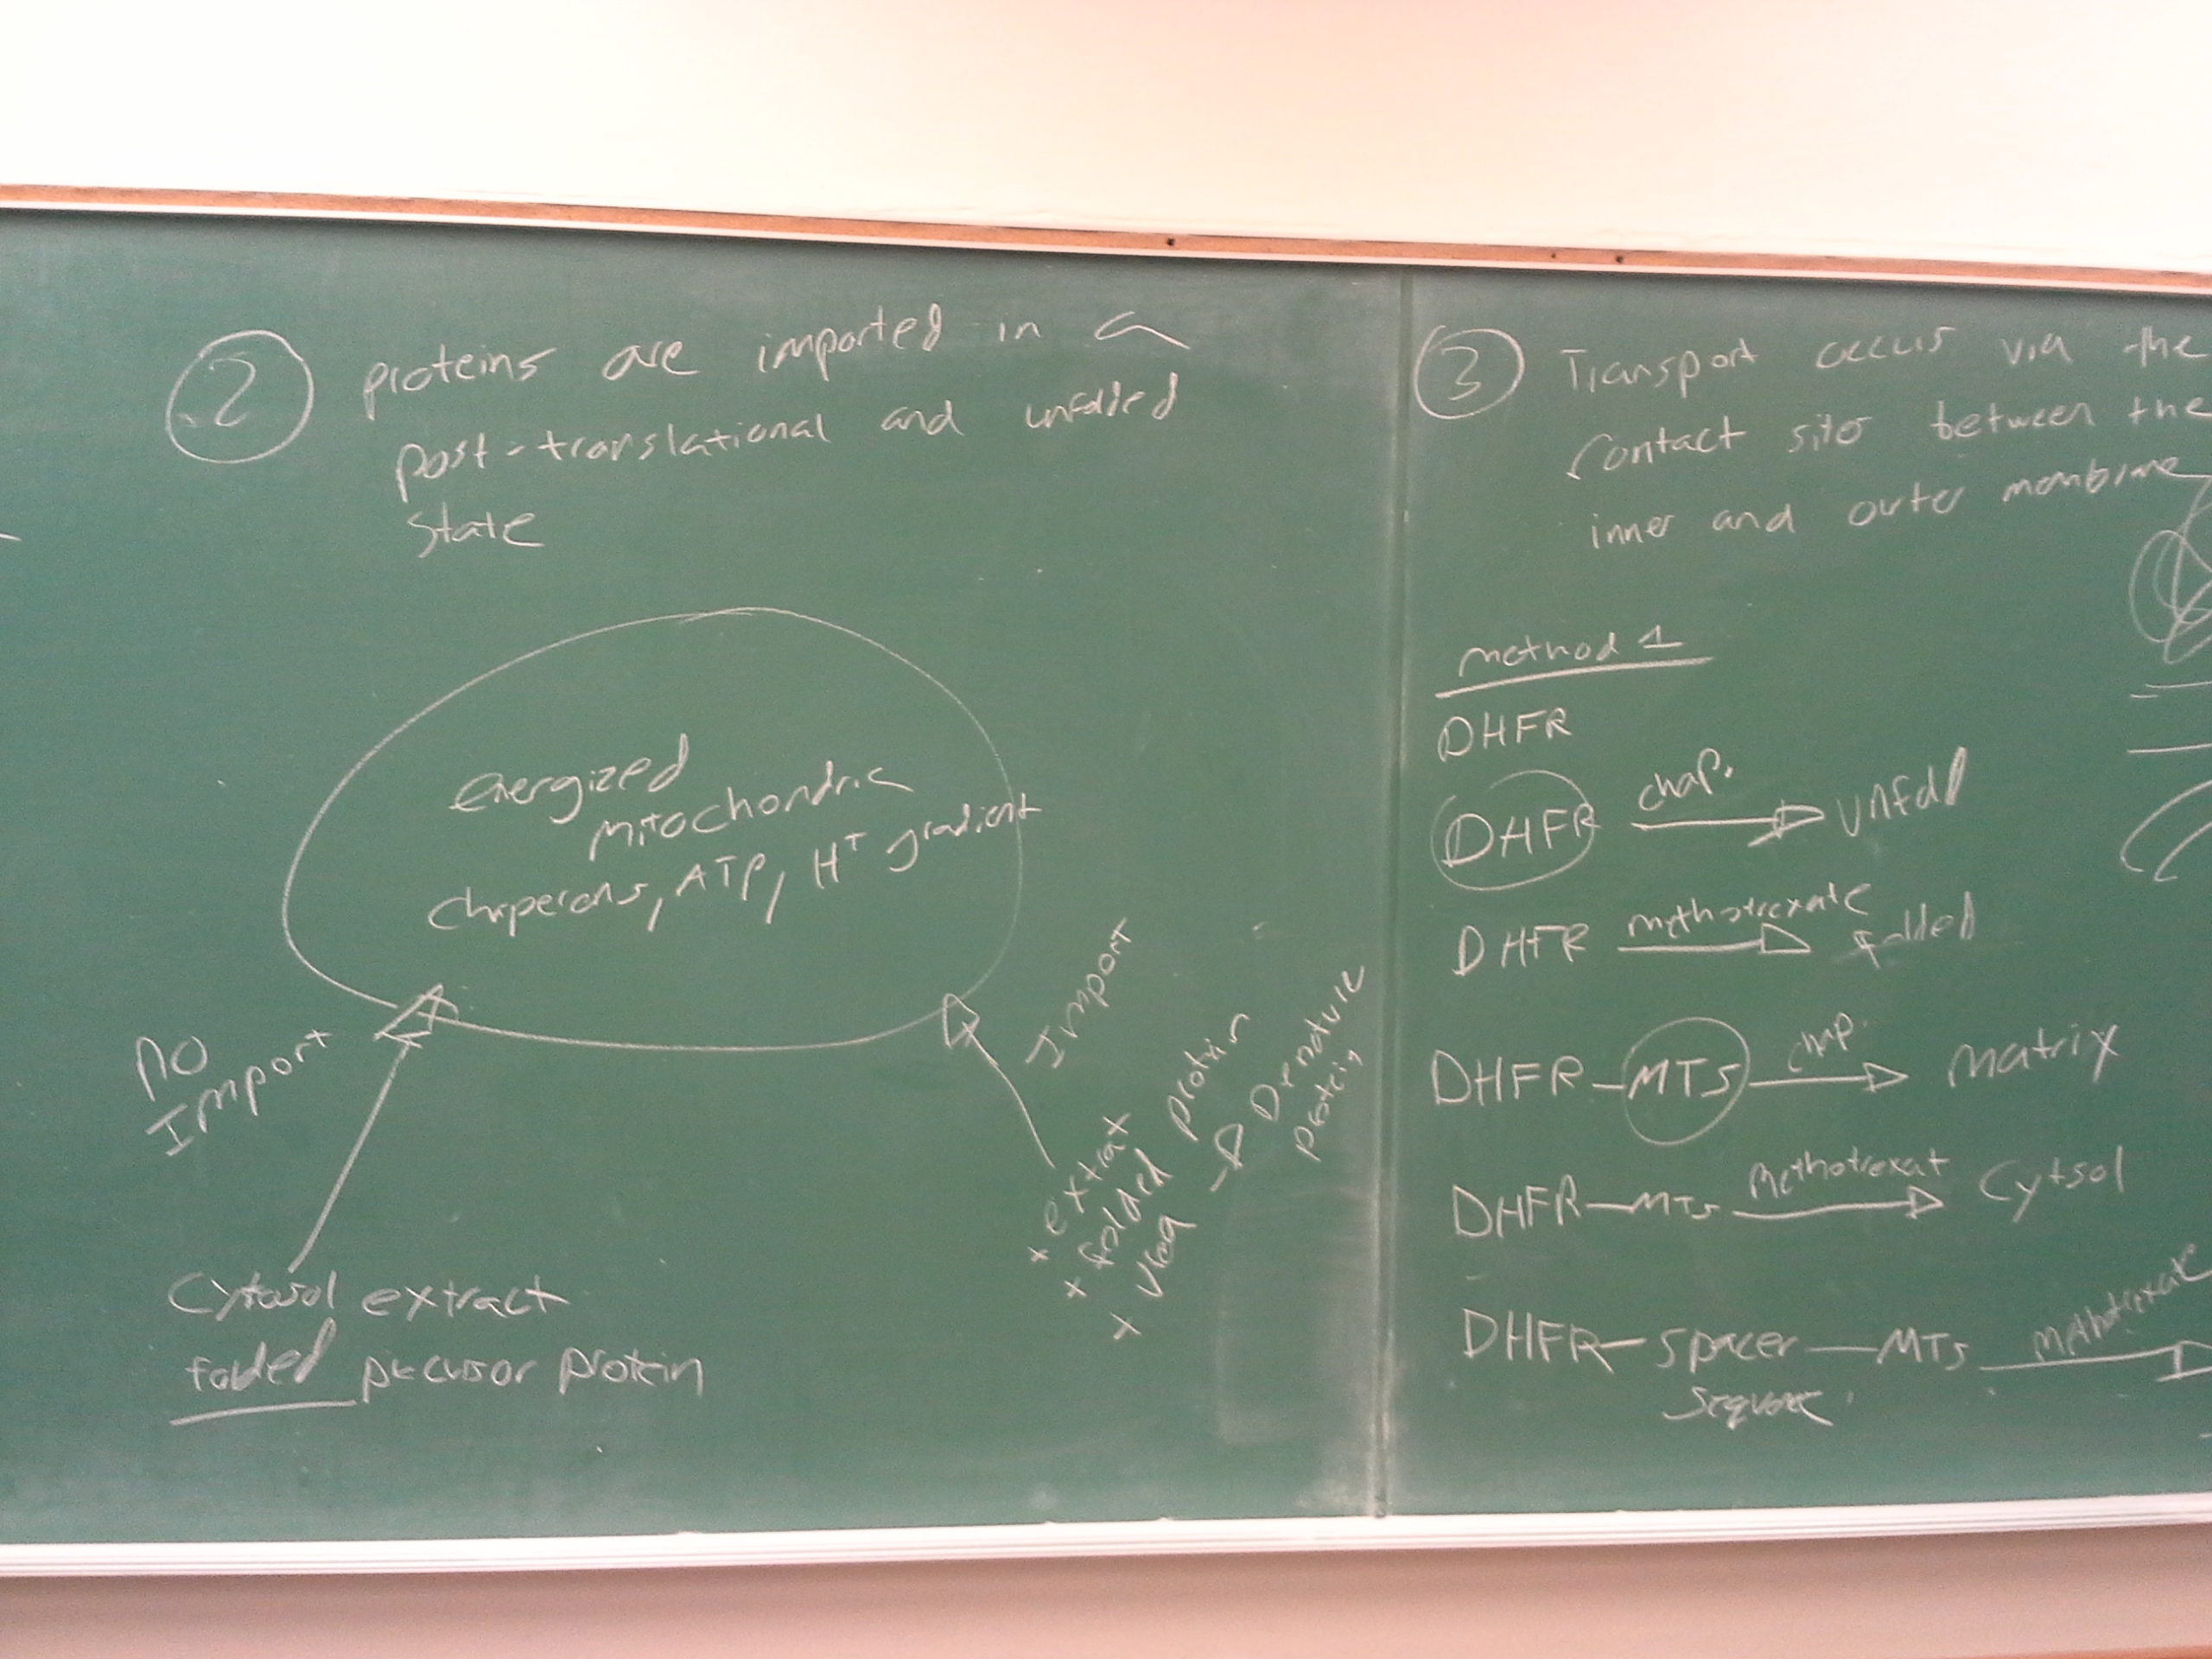 2 proteins are imported in a
post-translational and unfolded
state
energized
mitochondria
chaperons, ATP, H+ gradient
NO
Import
Import
Cytosol extract
folded precursor protein
x extrax
x folded protein
x Urea → Denature
protein
3 Transport occurs via the
contact sites between the
inner and outer membrane
method 1
DHFR
DHFR chap. → unfold
DHFR methotrexate → folded
DHFR-MTS chap. → Matrix
DHFR-MTS Methotrexat → Cytsol
DHFR-spacer-MTS Methotrexate →
sequence